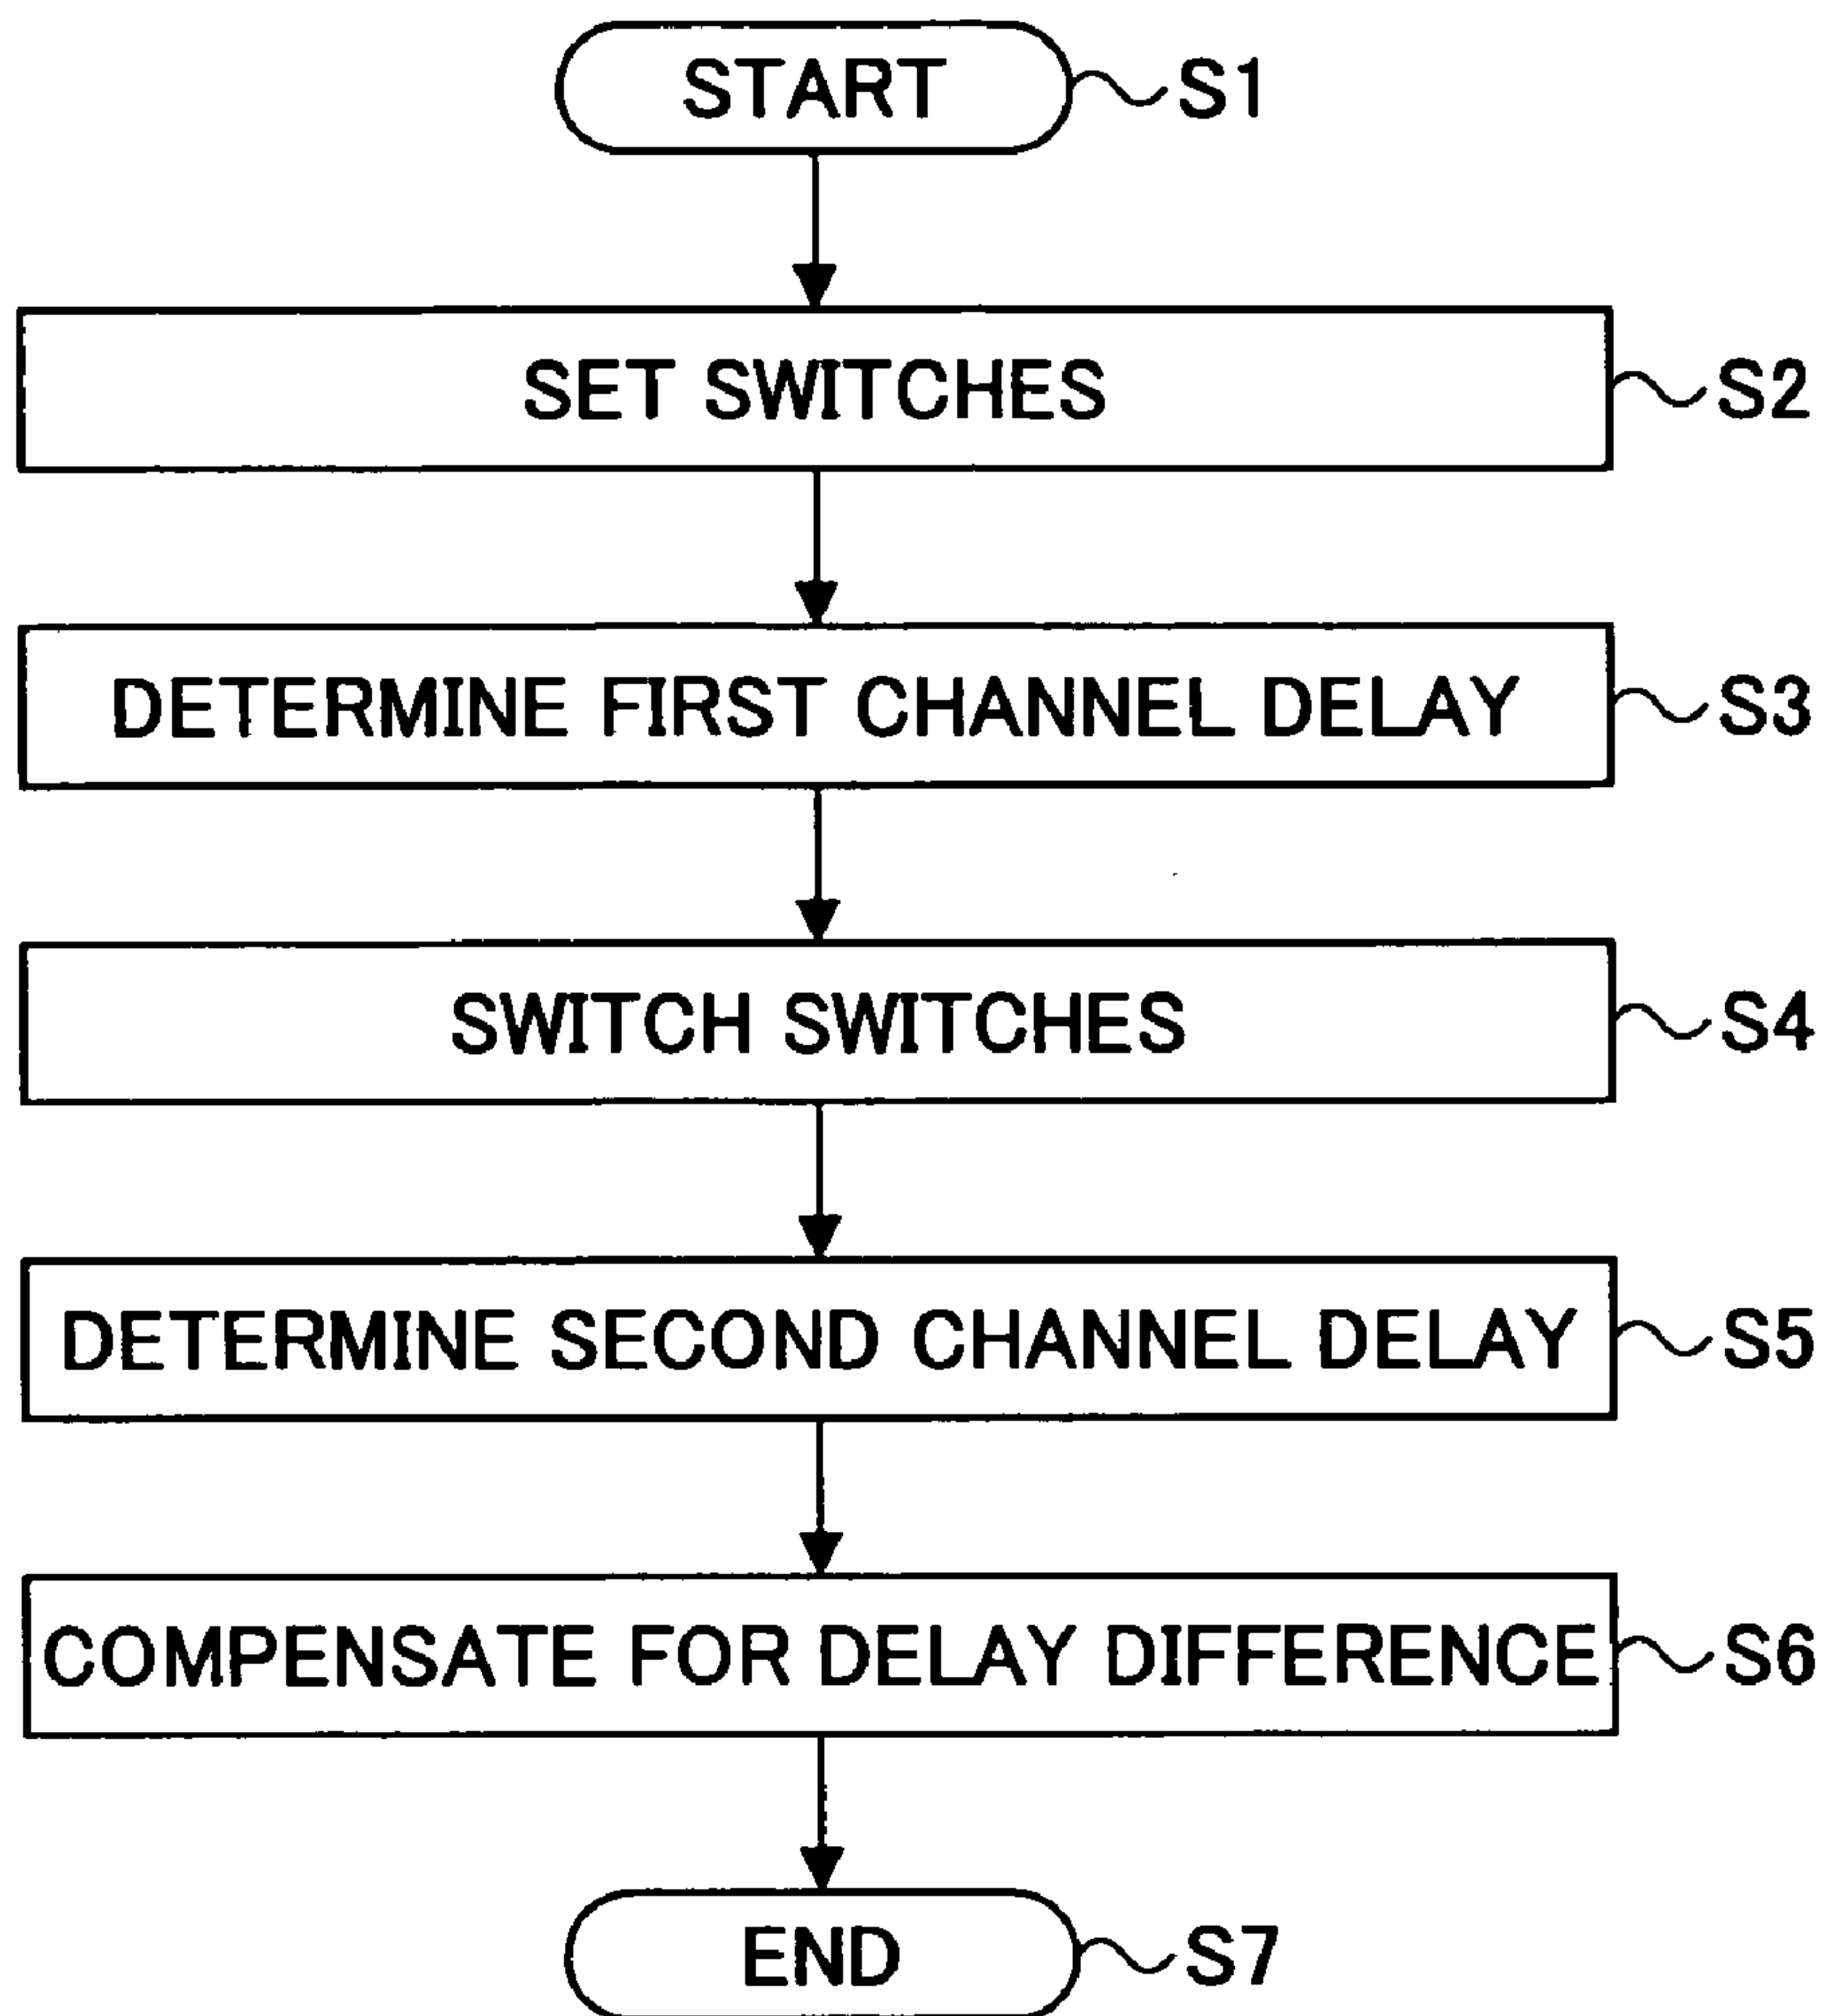 START S1
SET SWITCHES S2
DETERMINE FIRST CHANNEL DELAY S3
SWITCH SWITCHES S4
DETERMINE SECOND CHANNEL DELAY S5
COMPENSATE FOR DELAY DIFFERENCE S6
END S7